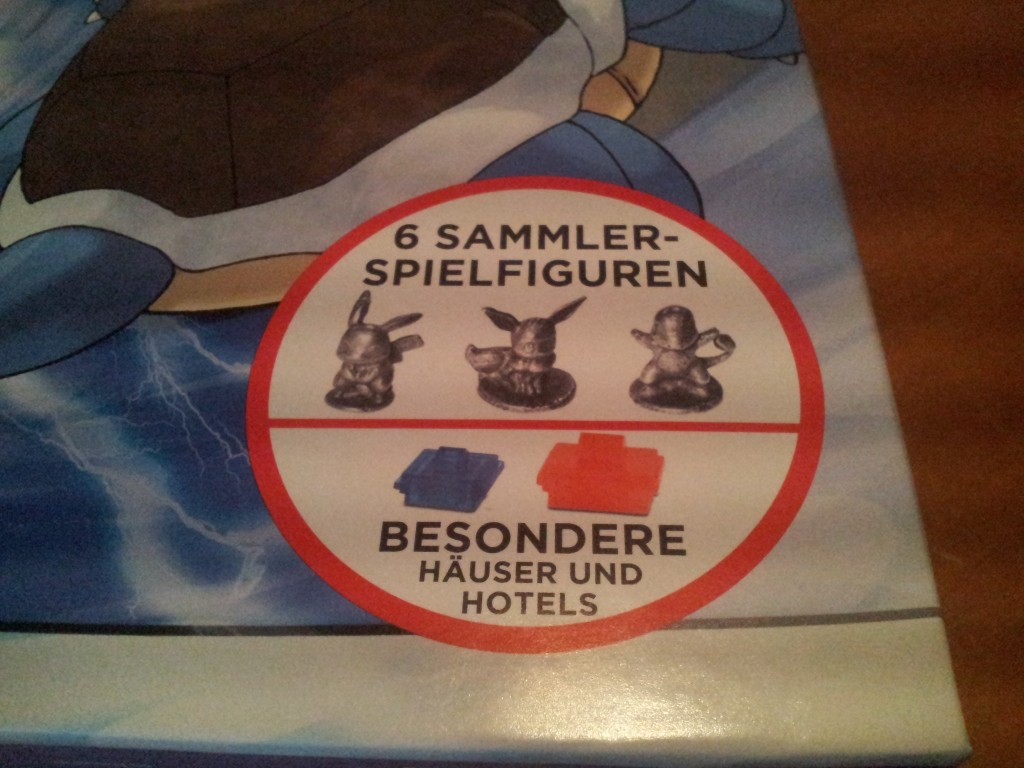 6 SAMMLER-
SPIELFIGUREN
BESONDERE
HÄUSER UND
HOTELS